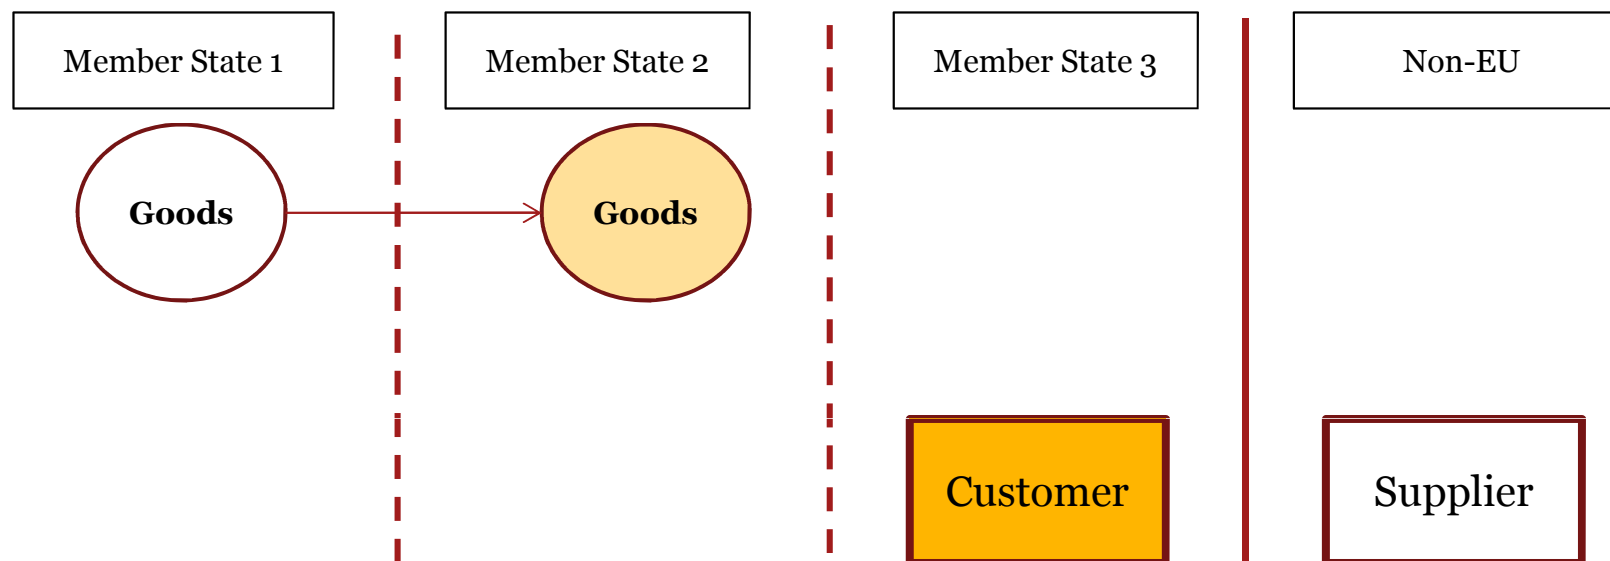 Member State 1
Member State 2
Member State 3
Non-EU
Goods
Goods
Customer
Supplier